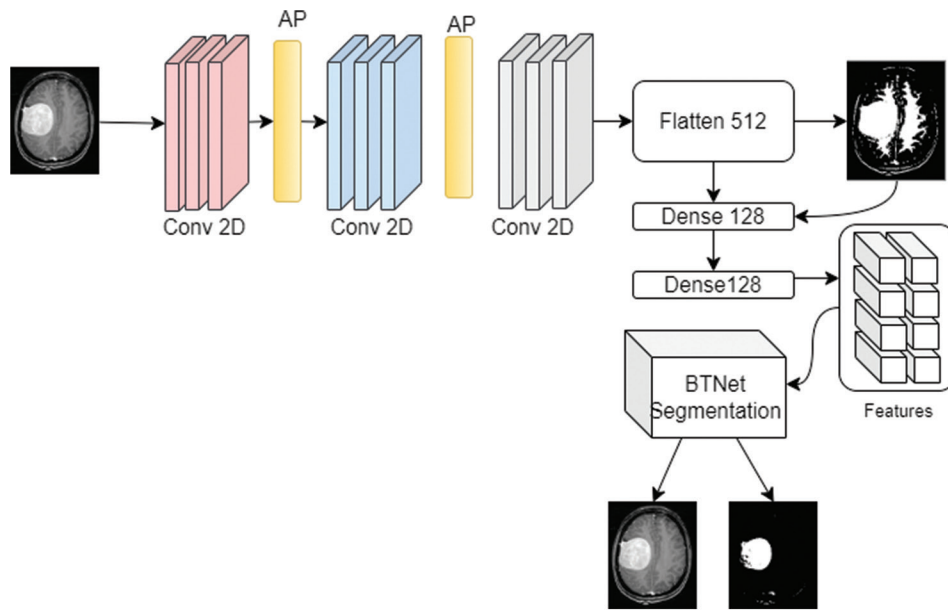 AP
AP
Conv 2D
Conv 2D
Conv 2D
Flatten 512
Dense 128
Dense128
Features
BTNet
Segmentation